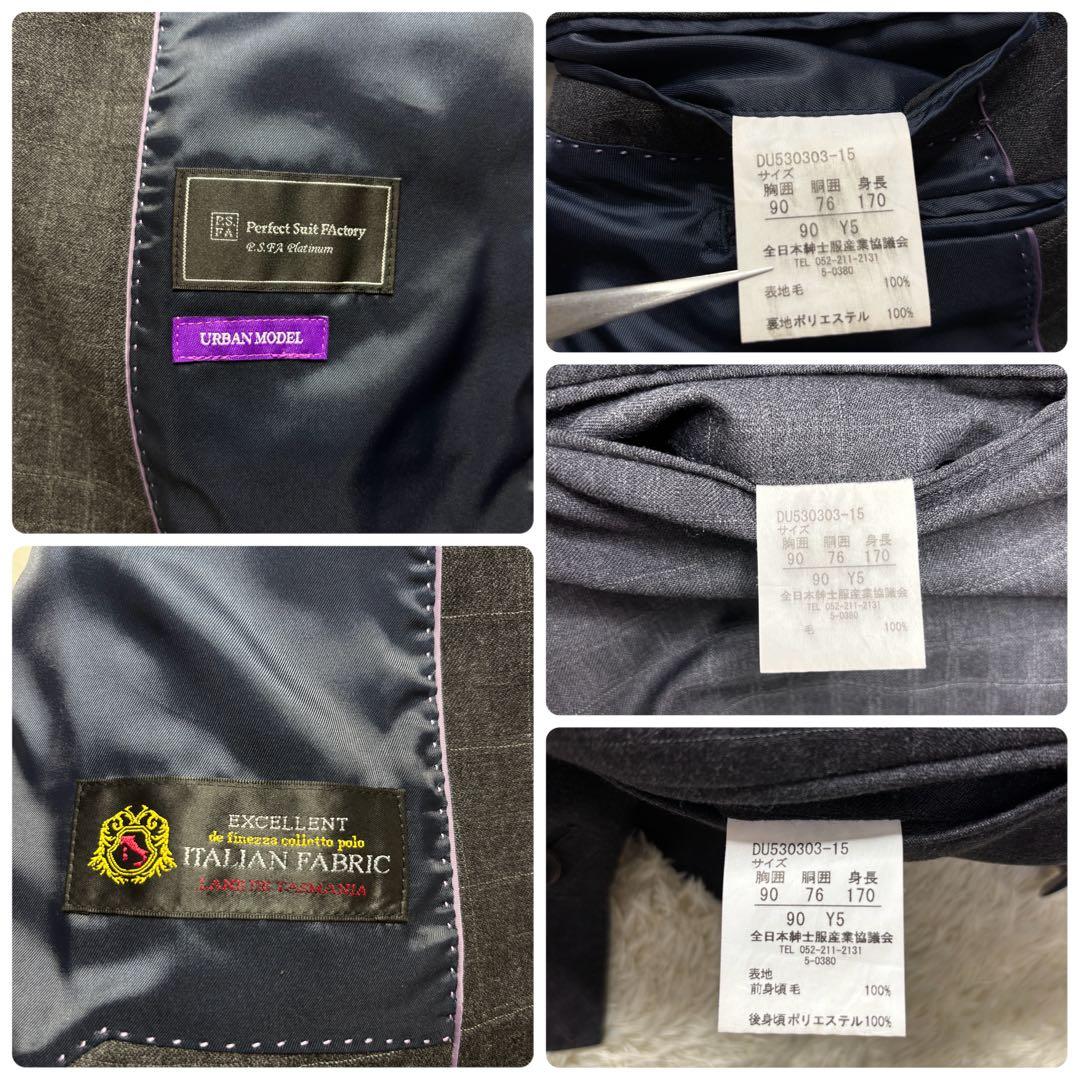 P.S.
FA
Perfect Suit FActory
P.S.FA Platinum
URBAN MODEL
EXCELLENT
de finezza colletto polo
ITALIAN FABRIC
LANE DE TASMANIA
DU530303-15
サイズ
胸囲 胴囲 身長
90 76 170
90 Y5
全日本紳士服産業協議会
TEL 052-211-2131
5-0380
表地毛 100%
裏地ポリエステル 100%
DU530303-15
サイズ
胸囲 胴囲 身長
90 76 170
90 Y5
全日本紳士服産業協議会
TEL 052-211-2131
5-0380
毛 100%
DU530303-15
サイズ
胸囲 胴囲 身長
90 76 170
90 Y5
全日本紳士服産業協議会
TEL 052-211-2131
5-0380
表地
前身頃毛 100%
後身頃ポリエステル100%